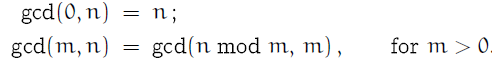 gcd(0, n) = n ;
gcd(m, n) = gcd(n mod m, m) , for m > 0.